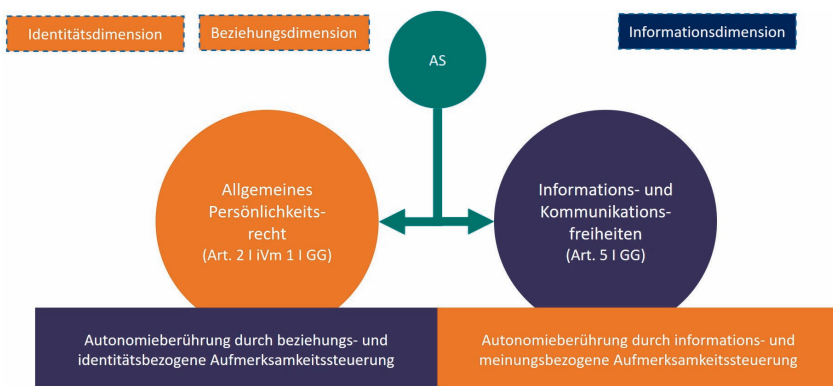 Identitätsdimension
Beziehungsdimension
AS
Informationsdimension
Allgemeines
Persönlichkeits-
recht
(Art. 2 I iVm 1 I GG)
Informations- und
Kommunikations-
freiheiten
(Art. 5 I GG)
Autonomieberührung durch beziehungs- und
identitätsbezogene Aufmerksamkeitssteuerung
Autonomieberührung durch informations- und
meinungsbezogene Aufmerksamkeitssteuerung